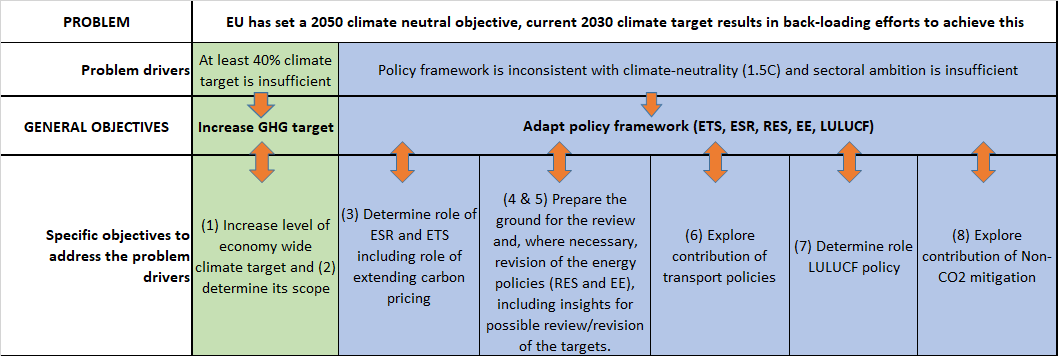 PROBLEM
EU has set a 2050 climate neutral objective, current 2030 climate target results in back-loading efforts to achieve this
Problem drivers
At least 40% climate
target is insufficient
Policy framework is inconsistent with climate-neutrality (1.5C) and sectoral ambition is insufficient
GENERAL OBJECTIVES
Increase GHG target
Adapt policy framework (ETS, ESR, RES, EE, LULUCF)
Specific objectives to
address the problem
drivers
(1) Increase level of
economy wide
climate target and (2)
determine its scope
(3) Determine role of
ESR and ETS
including role of
extending carbon
pricing
(4 & 5) Prepare the
ground for the review
and, where necessary,
revision of the energy
policies (RES and EE),
including insights for
possible review/revision
of the targets.
(6) Explore
contribution of
transport policies
(7) Determine role
LULUCF policy
(8) Explore
contribution of Non-
CO2 mitigation